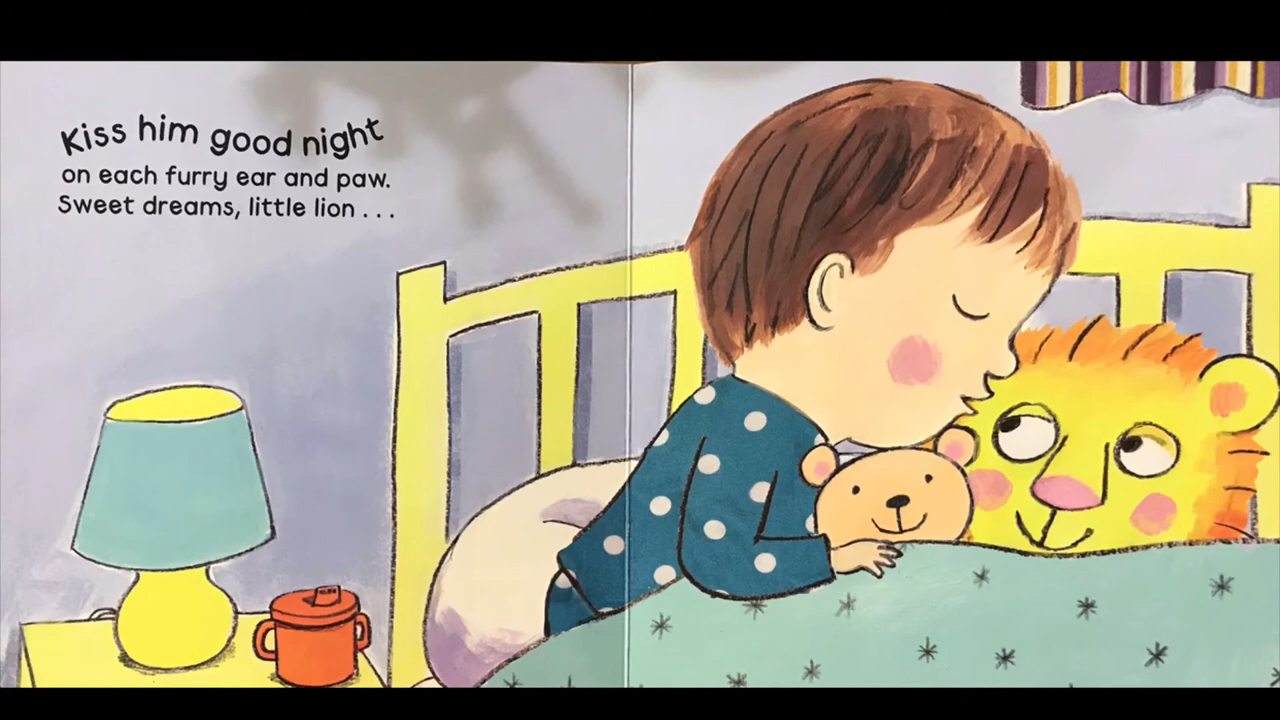 Kiss him good night
on each furry ear and paw.
Sweet dreams, little lion . . .